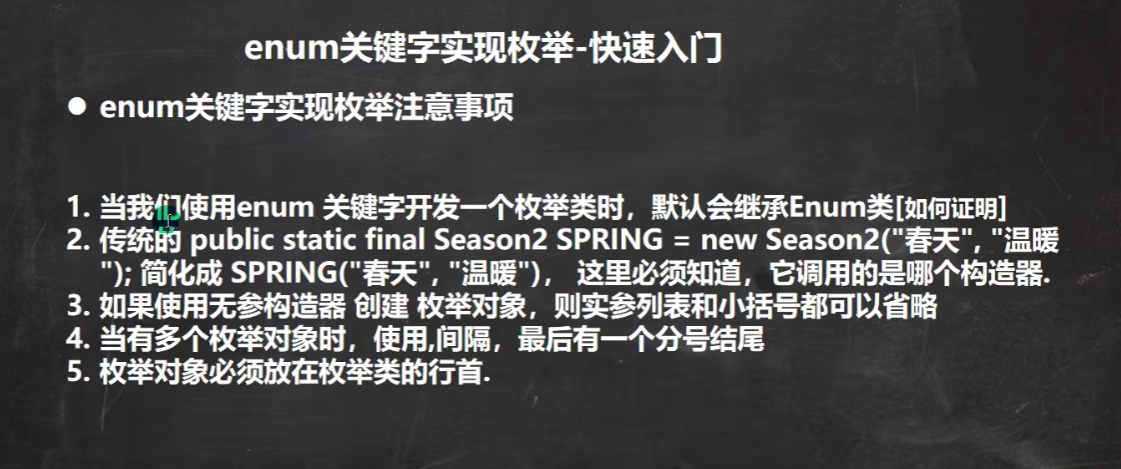 enum关键字实现枚举-快速入门
● enum关键字实现枚举注意事项
1. 当我们使用enum 关键字开发一个枚举类时，默认会继承Enum类[如何证明]
2. 传统的 public static final Season2 SPRING = new Season2("春天", "温暖
"); 简化成 SPRING("春天", "温暖")， 这里必须知道，它调用的是哪个构造器.
3. 如果使用无参构造器 创建 枚举对象，则实参列表和小括号都可以省略
4. 当有多个枚举对象时，使用,间隔，最后有一个分号结尾
5. 枚举对象必须放在枚举类的行首.